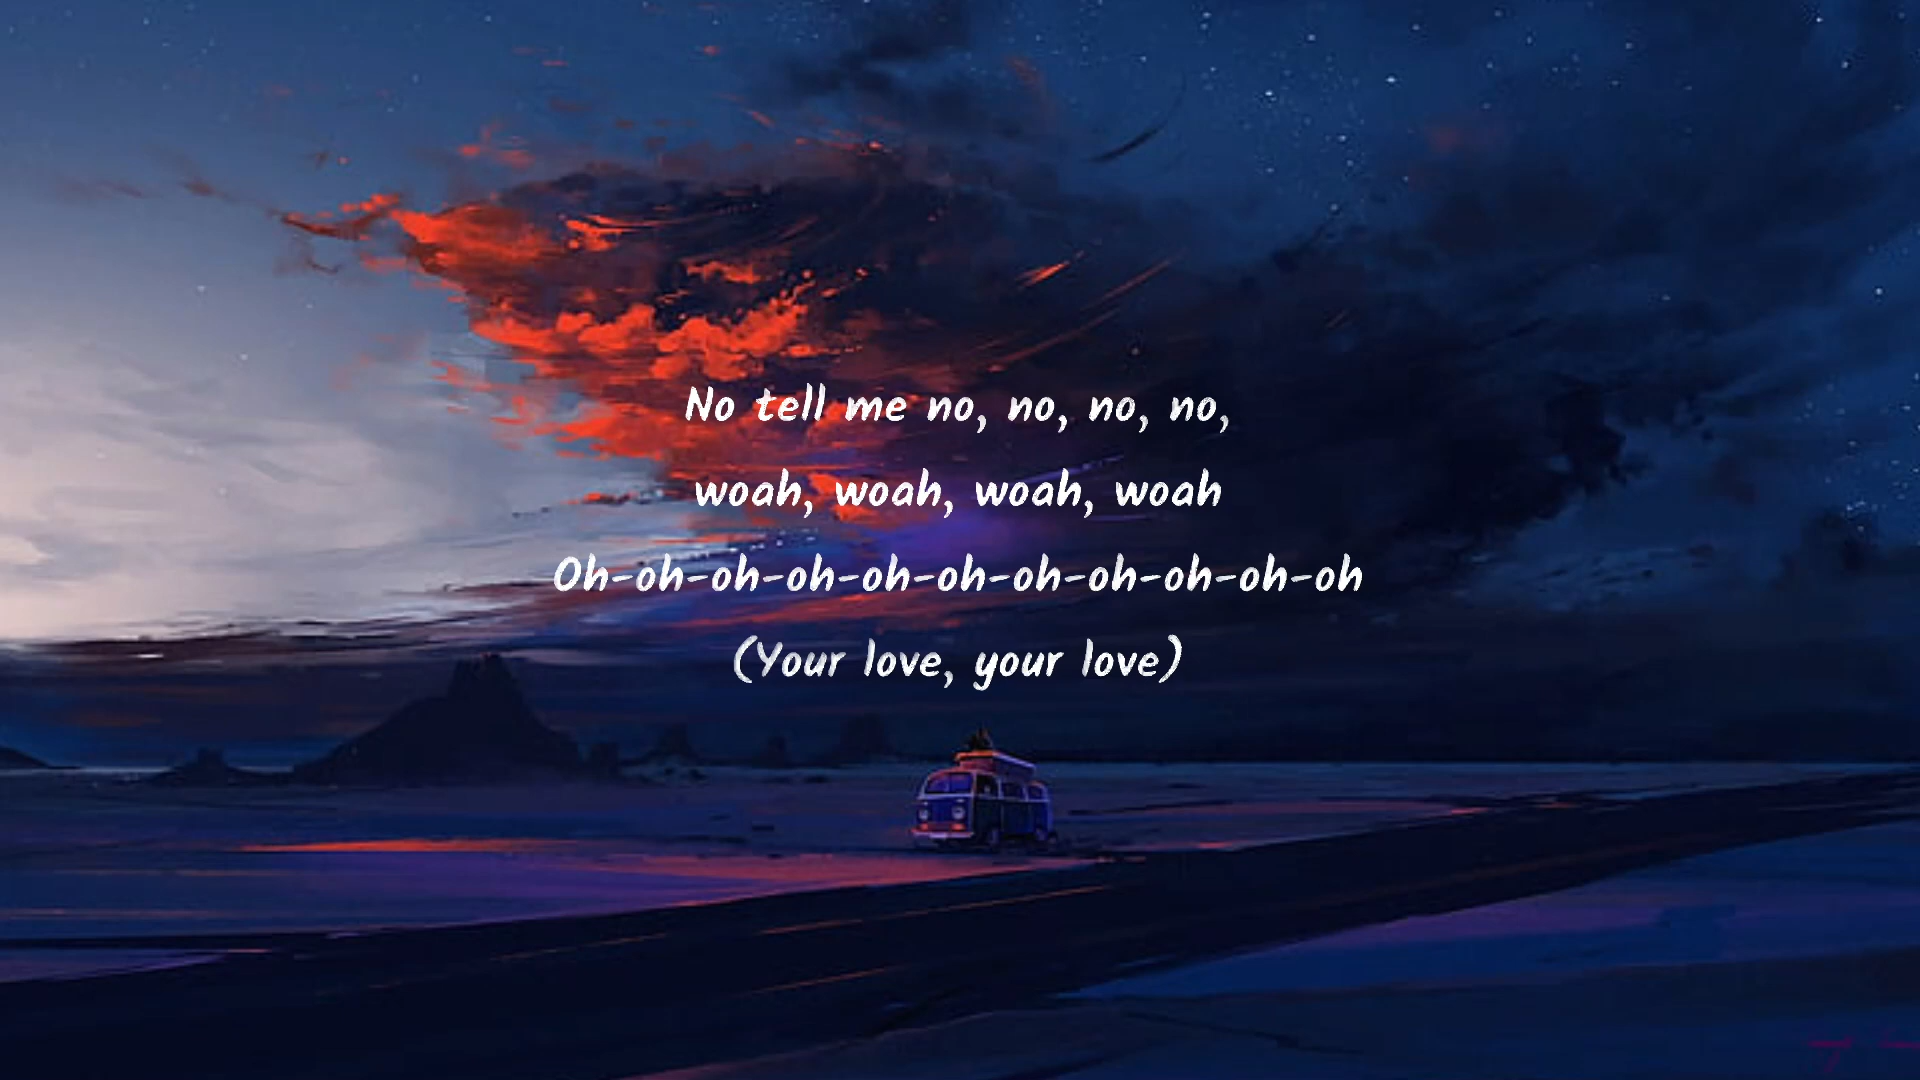 No tell me no, no, no, no,
woah, woah, woah, woah
Oh-oh-oh-oh-oh-oh-oh-oh-oh-oh-oh
(Your love, your love)